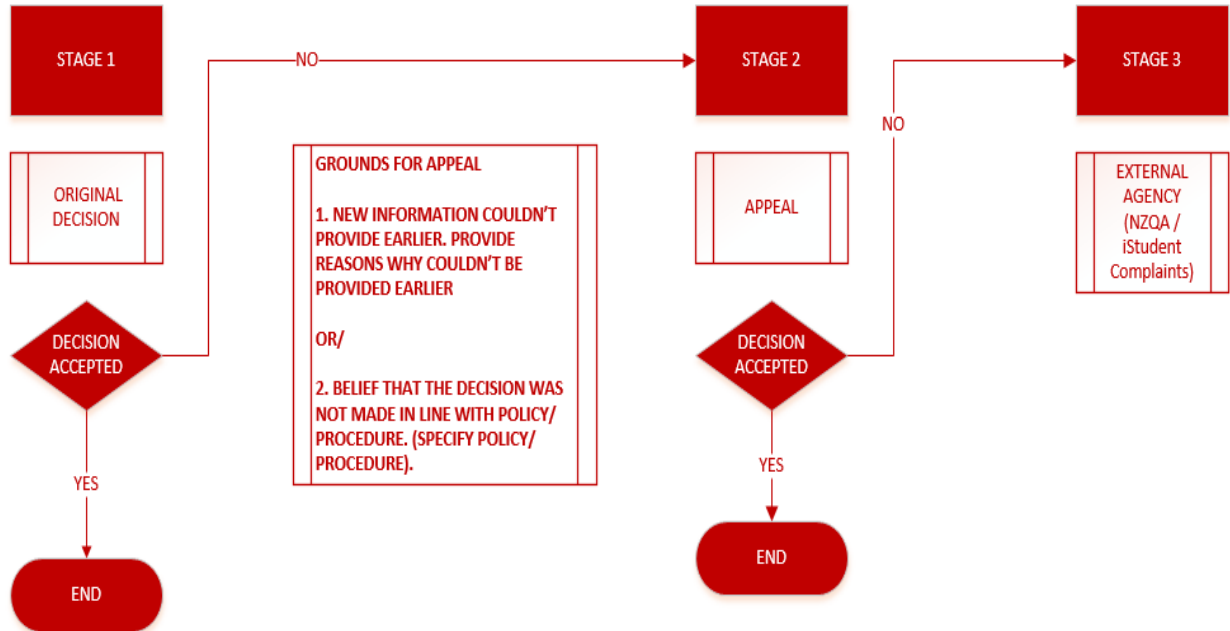 STAGE 1
NO
STAGE 2
STAGE 3
NO
ORIGINAL
DECISION
GROUNDS FOR APPEAL
1. NEW INFORMATION COULDN'T
PROVIDE EARLIER. PROVIDE
REASONS WHY COULDN'T BE
PROVIDED EARLIER
OR/
2. BELIEF THAT THE DECISION WAS
NOT MADE IN LINE WITH POLICY/
PROCEDURE. (SPECIFY POLICY/
PROCEDURE).
APPEAL
EXTERNAL
AGENCY
(NZQA /
iStudent
Complaints)
DECISION
ACCEPTED
DECISION
ACCEPTED
YES
YES
END
END